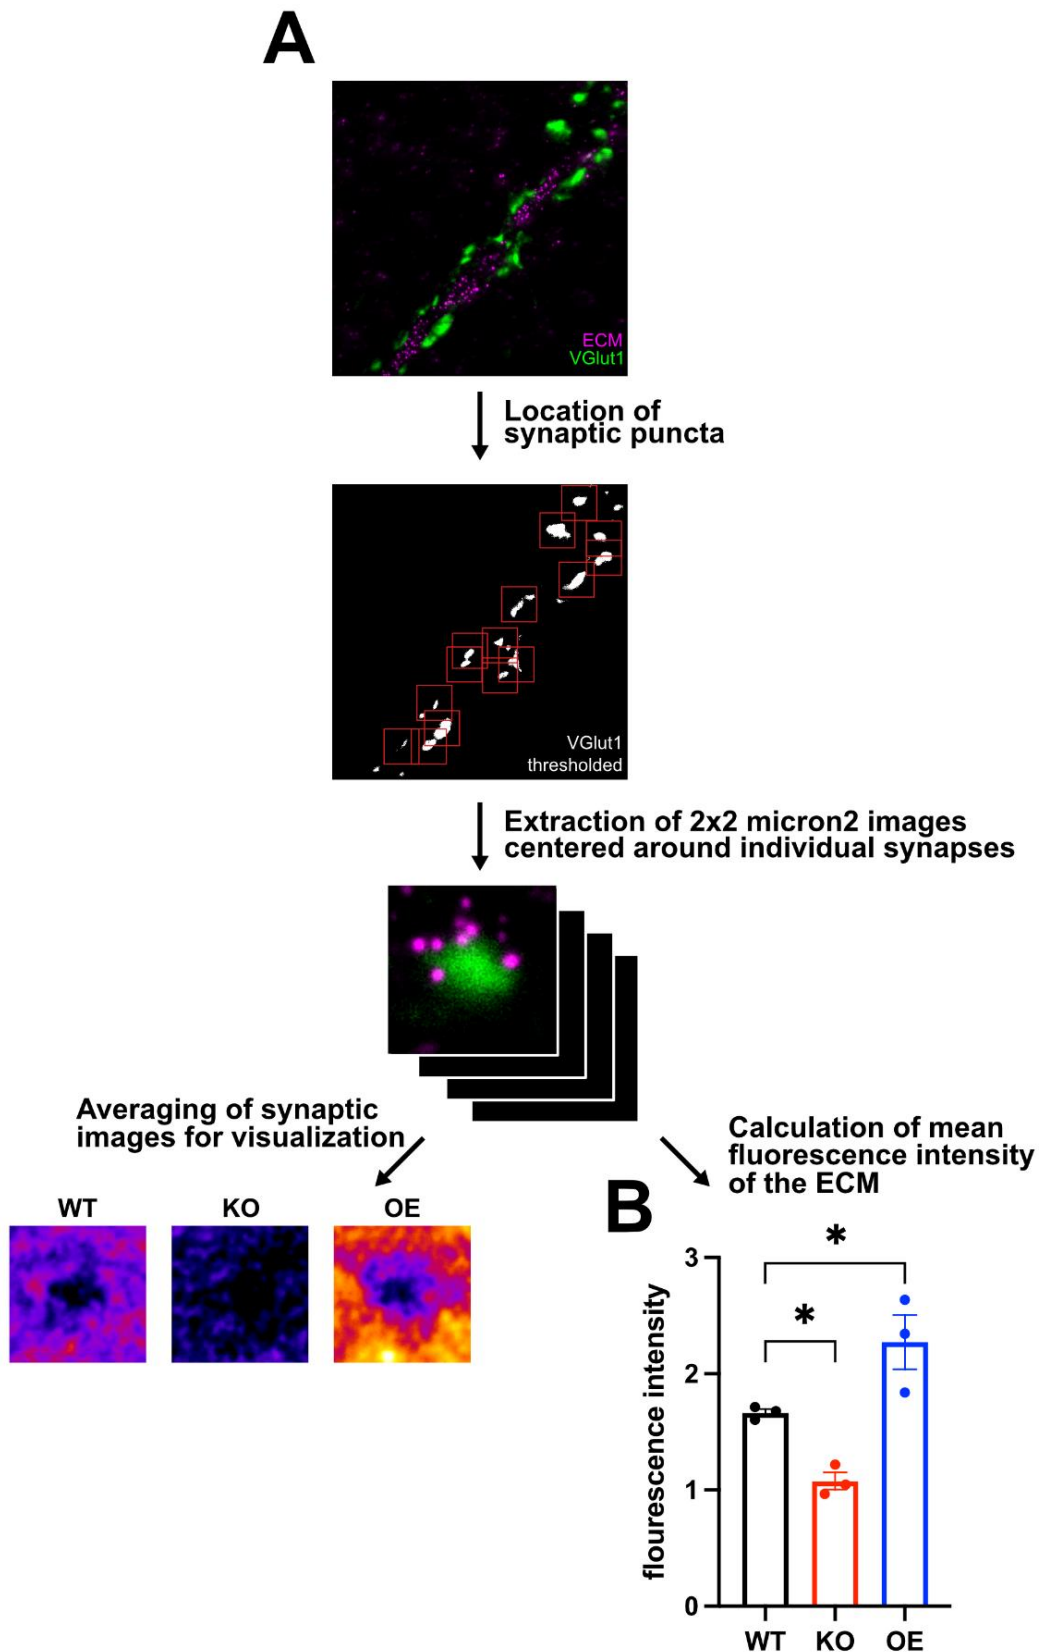 A
ECM
VGlut1
Location of
synaptic puncta
VGlut1
thresholded
Extraction of 2x2 micron2 images
centered around individual synapses
Averaging of synaptic
images for visualization
Calculation of mean
fluorescence intensity
of the ECM
WT
KO
OE
B
*
*
3
2
1
0
flourescence intensity
WT
KO
OE